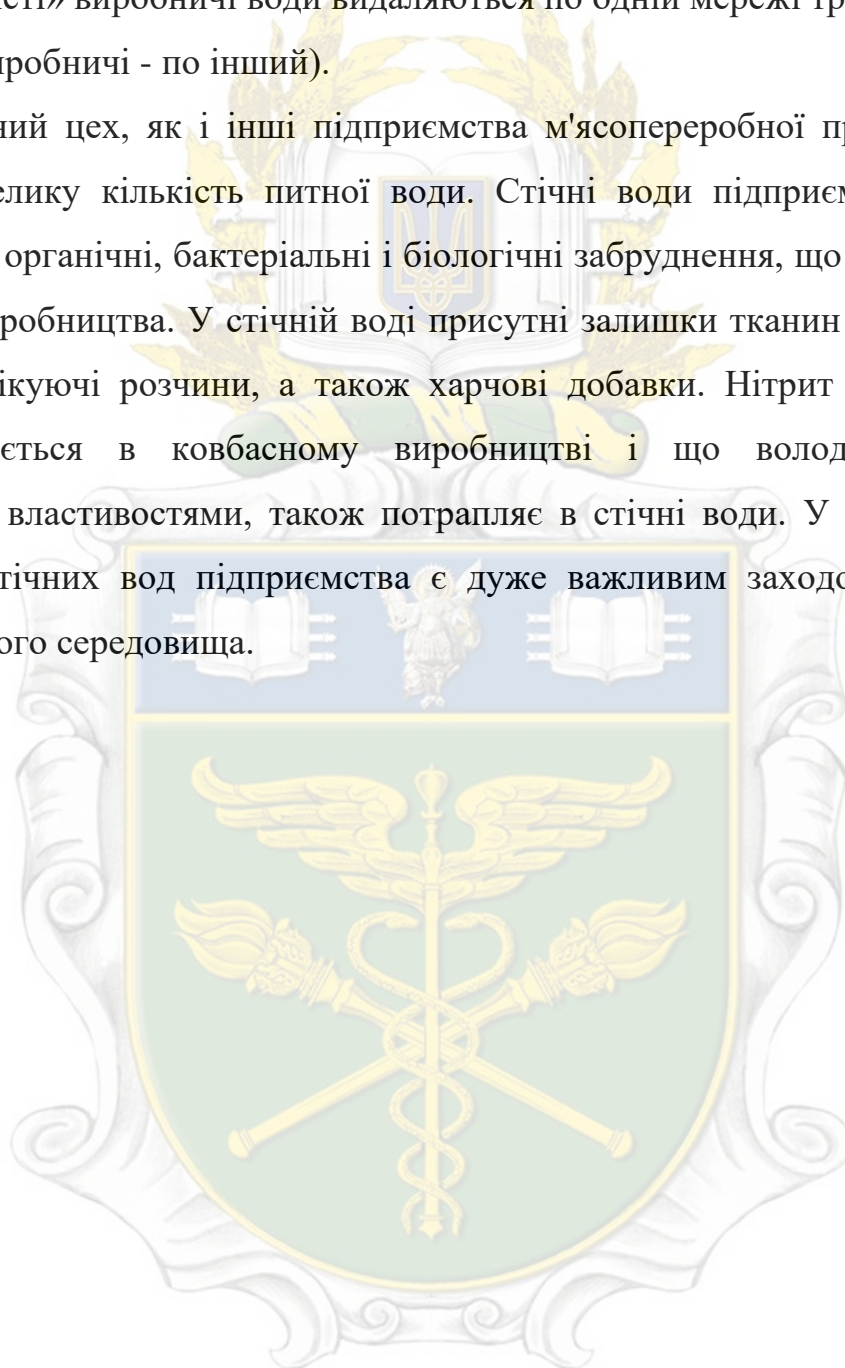 сті» виробничі води видаляються по одній мережі тр
иробничі - по інший).
ний цех, як і інші підприємства м'ясопереробної пр
елику кількість питної води. Стічні води підприєм
органічні, бактеріальні і біологічні забруднення, що
робництва. У стічній воді присутні залишки тканин
ікуючі розчини, а також харчові добавки. Нітрит
ється в ковбасному виробництві і що волод
властивостями, також потрапляє в стічні води. У
тічних вод підприємства є дуже важливим заходо
ого середовища.